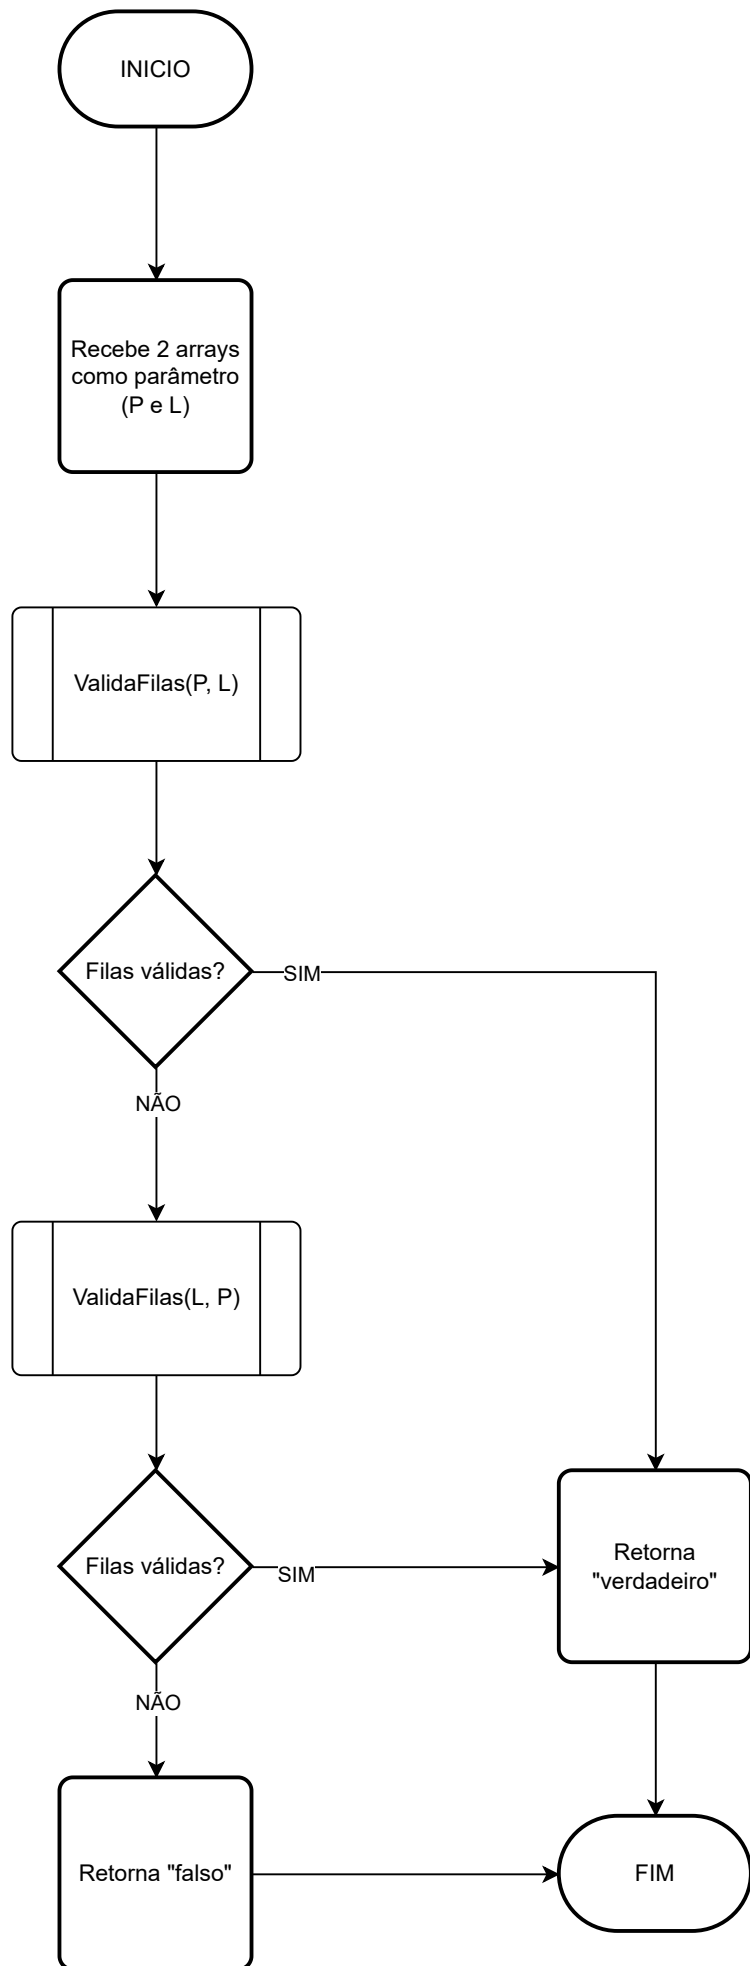 INICIO
Recebe 2 arrays
como parâmetro
(P e L)
ValidaFilas(P, L)
Filas válidas?
SIM
NÃO
ValidaFilas(L, P)
Filas válidas?
SIM
Retorna
"verdadeiro"
NÃO
Retorna "falso"
FIM